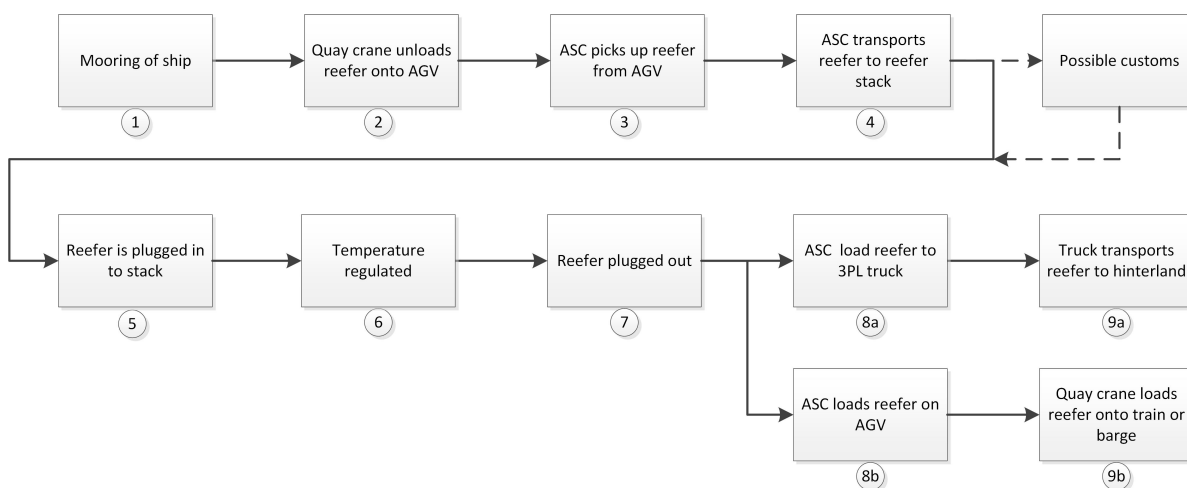 Mooring of ship
1
Quay crane unloads
reefer onto AGV
2
ASC picks up reefer
from AGV
3
ASC transports
reefer to reefer
stack
4
Possible customs
Reefer is plugged in
to stack
5
Temperature
regulated
6
Reefer plugged out
7
ASC load reefer to
3PL truck
8a
Truck transports
reefer to hinterland
9a
ASC loads reefer on
AGV
8b
Quay crane loads
reefer onto train or
barge
9b